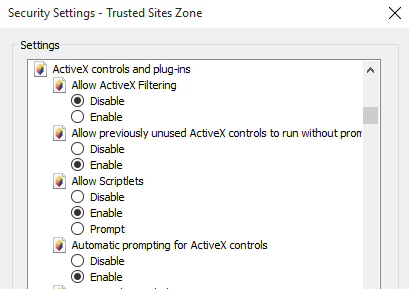 Security Settings - Trusted Sites Zone
Settings
ActiveX controls and plug-ins
Allow ActiveX Filtering
Disable
Enable
Allow previously unused ActiveX controls to run without prom
Disable
Enable
Allow Scriptlets
Disable
Enable
Prompt
Automatic prompting for ActiveX controls
Disable
Enable